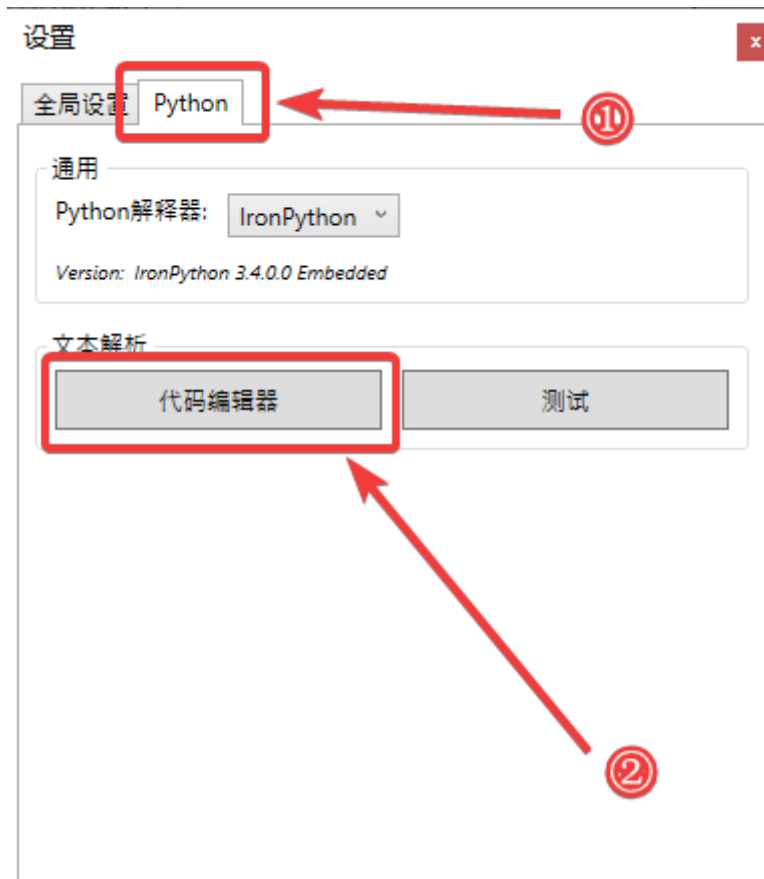 设置
x
全局设置 Python
①
通用
Python解释器: IronPython
Version: IronPython 3.4.0.0 Embedded
文本解析
代码编辑器 测试
②